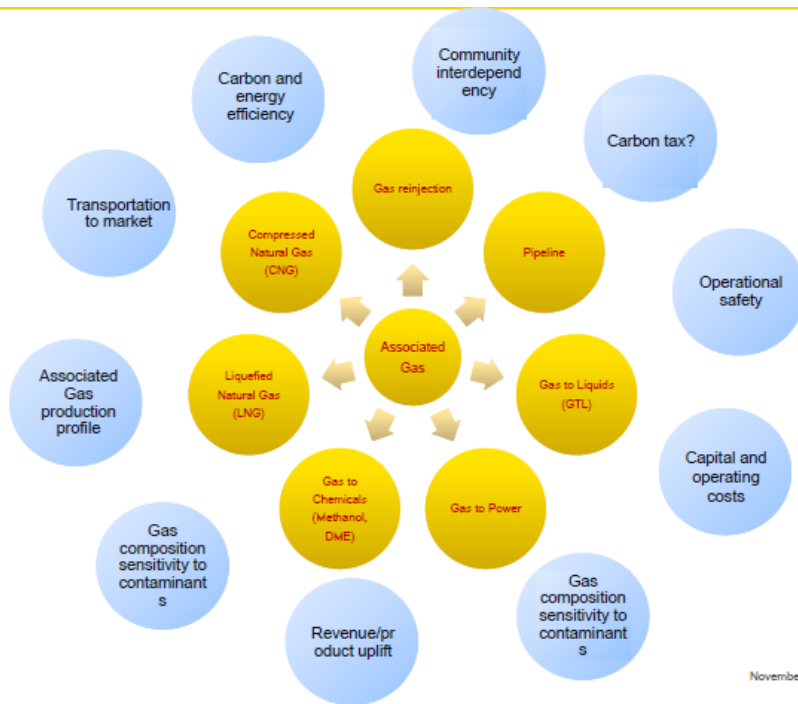 Community
interdepend
ency
Carbon and
energy
efficiency
Carbon tax?
Gas reinjection
Transportation
to market
Compressed
Natural Gas
(CNG)
Pipeline
Operational
safety
Associated
Gas
Associated
Gas
production
profile
Liquefied
Natural Gas
(LNG)
Gas to Liquids
(GTL)
Capital and
operating
costs
Gas to
Chemicals
(Methanol,
DME)
Gas to Power
Gas
composition
sensitivity to
contaminant
s
Gas
composition
sensitivity to
contaminant
s
Revenue/pr
oduct uplift
Novembe